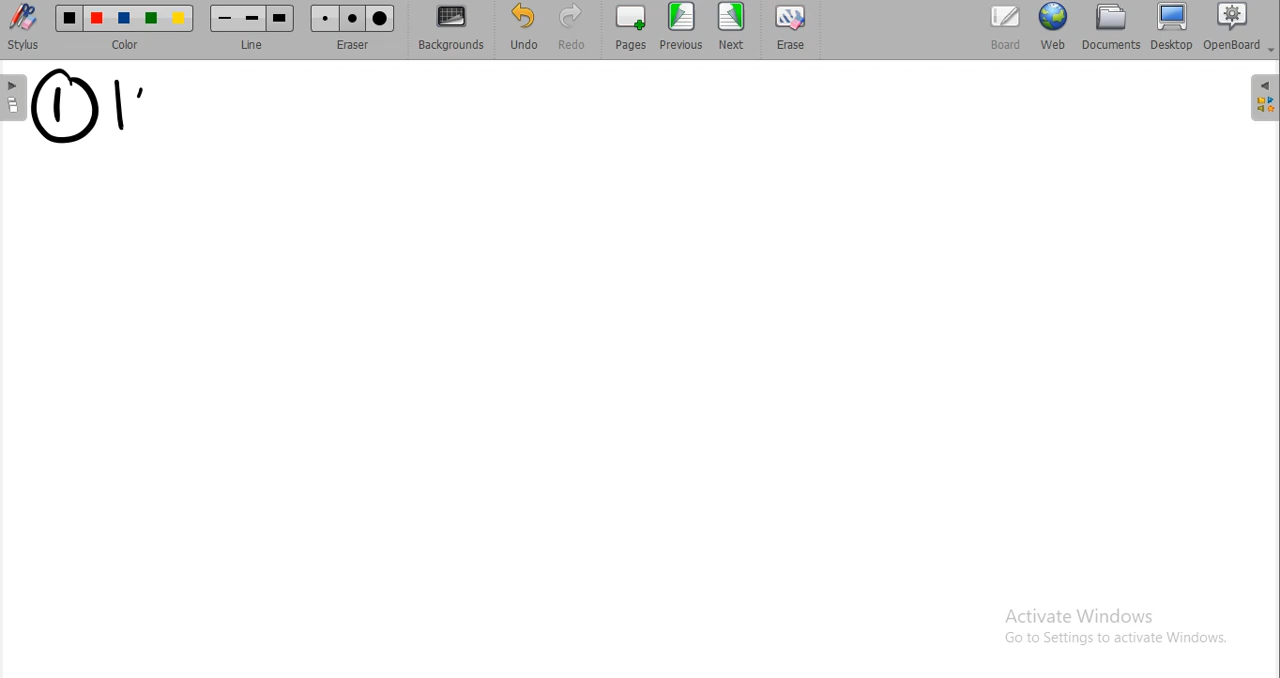 Stylus Color Line Eraser Backgrounds Undo Redo Pages Previous Next Erase Board Web Documents Desktop OpenBoard
① 1'
Activate Windows
Go to Settings to activate Windows.